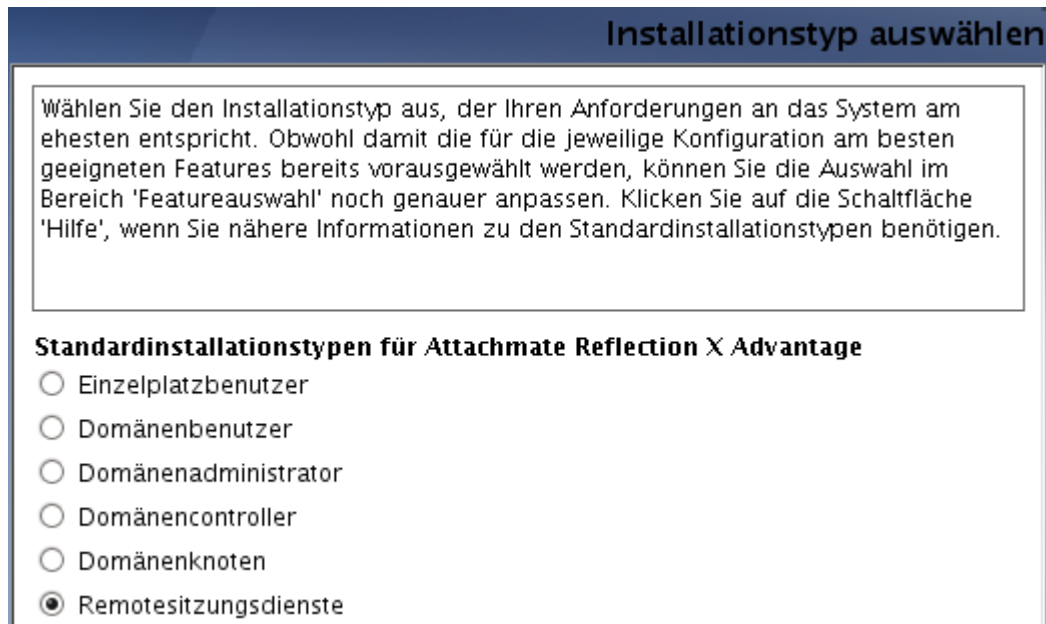 Installationstyp auswählen
Wählen Sie den Installationstyp aus, der Ihren Anforderungen an das System am
ehesten entspricht. Obwohl damit die für die jeweilige Konfiguration am besten
geeigneten Features bereits vorausgewählt werden, können Sie die Auswahl im
Bereich 'Featureauswahl' noch genauer anpassen. Klicken Sie auf die Schaltfläche
'Hilfe', wenn Sie nähere Informationen zu den Standardinstallationstypen benötigen.
Standardinstallationstypen für Attachmate Reflection X Advantage
Einzelplatzbenutzer
Domänenbenutzer
Domänenadministrator
Domänencontroller
Domänenknoten
Remotesitzungsdienste